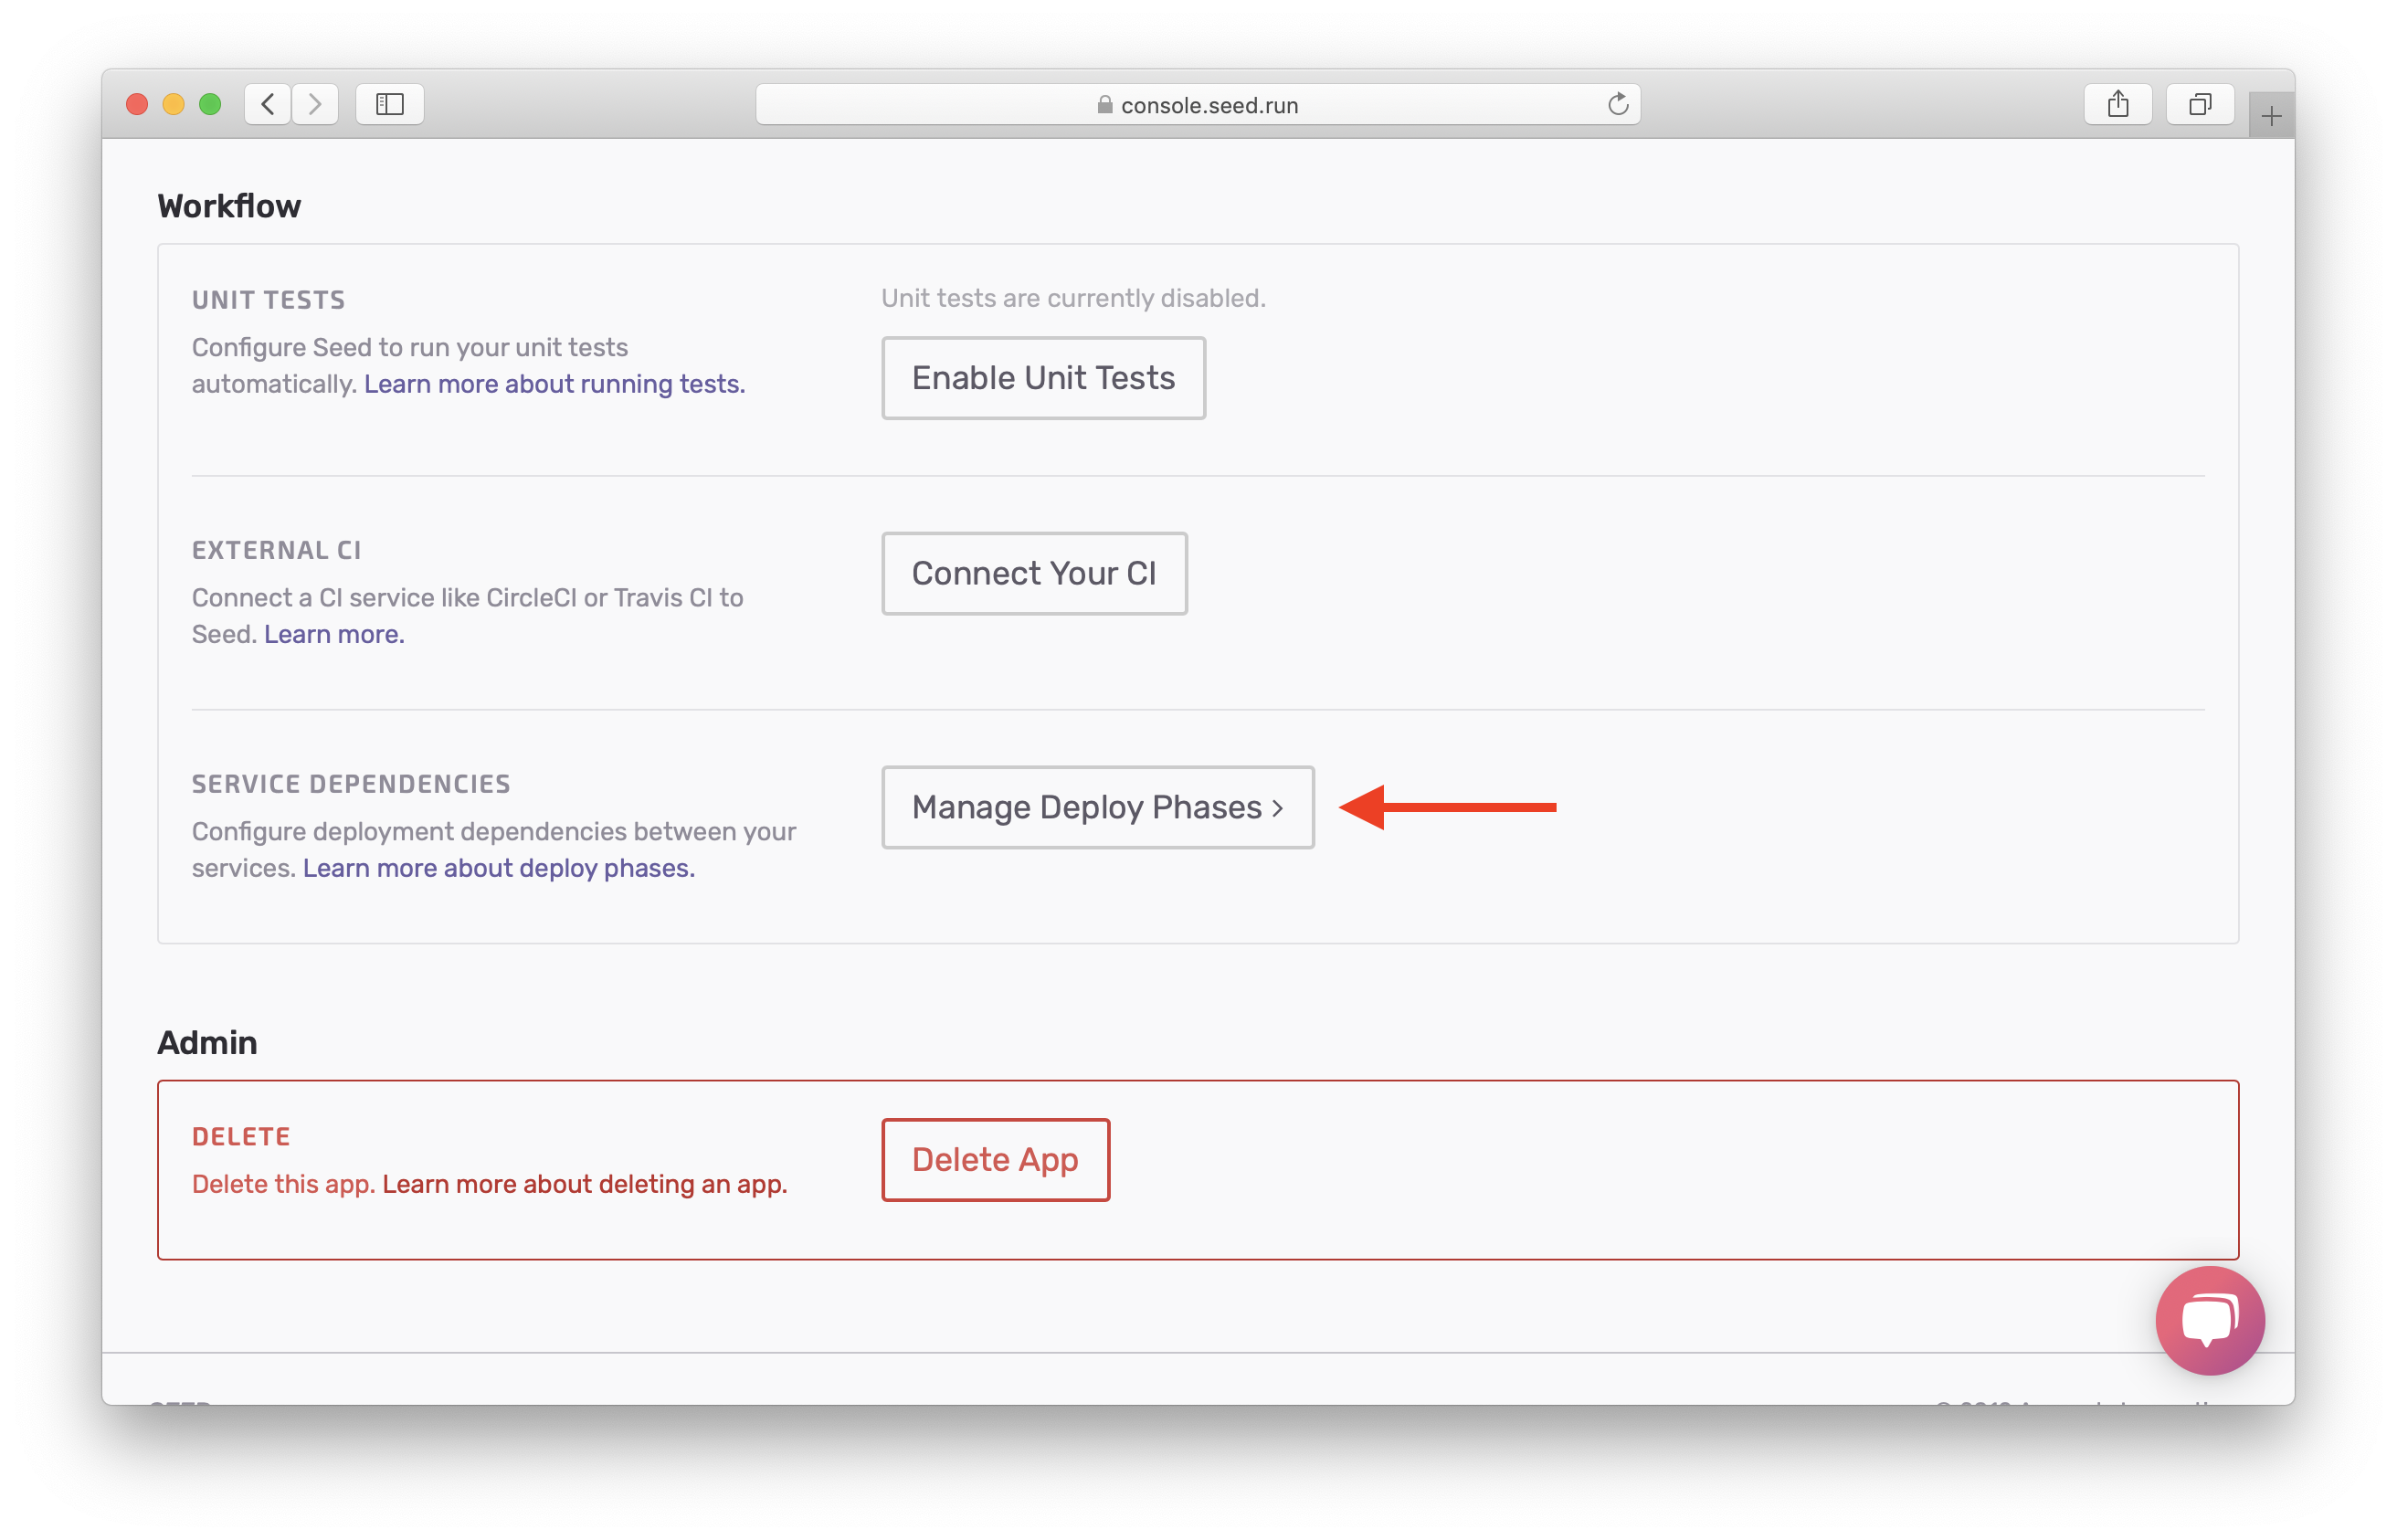 console.seed.run
Workflow
UNIT TESTS
Configure Seed to run your unit tests
automatically. Learn more about running tests.
Unit tests are currently disabled.
Enable Unit Tests
EXTERNAL CI
Connect a CI service like CircleCI or Travis CI to
Seed. Learn more.
Connect Your CI
SERVICE DEPENDENCIES
Configure deployment dependencies between your
services. Learn more about deploy phases.
Manage Deploy Phases >
Admin
DELETE
Delete this app. Learn more about deleting an app.
Delete App